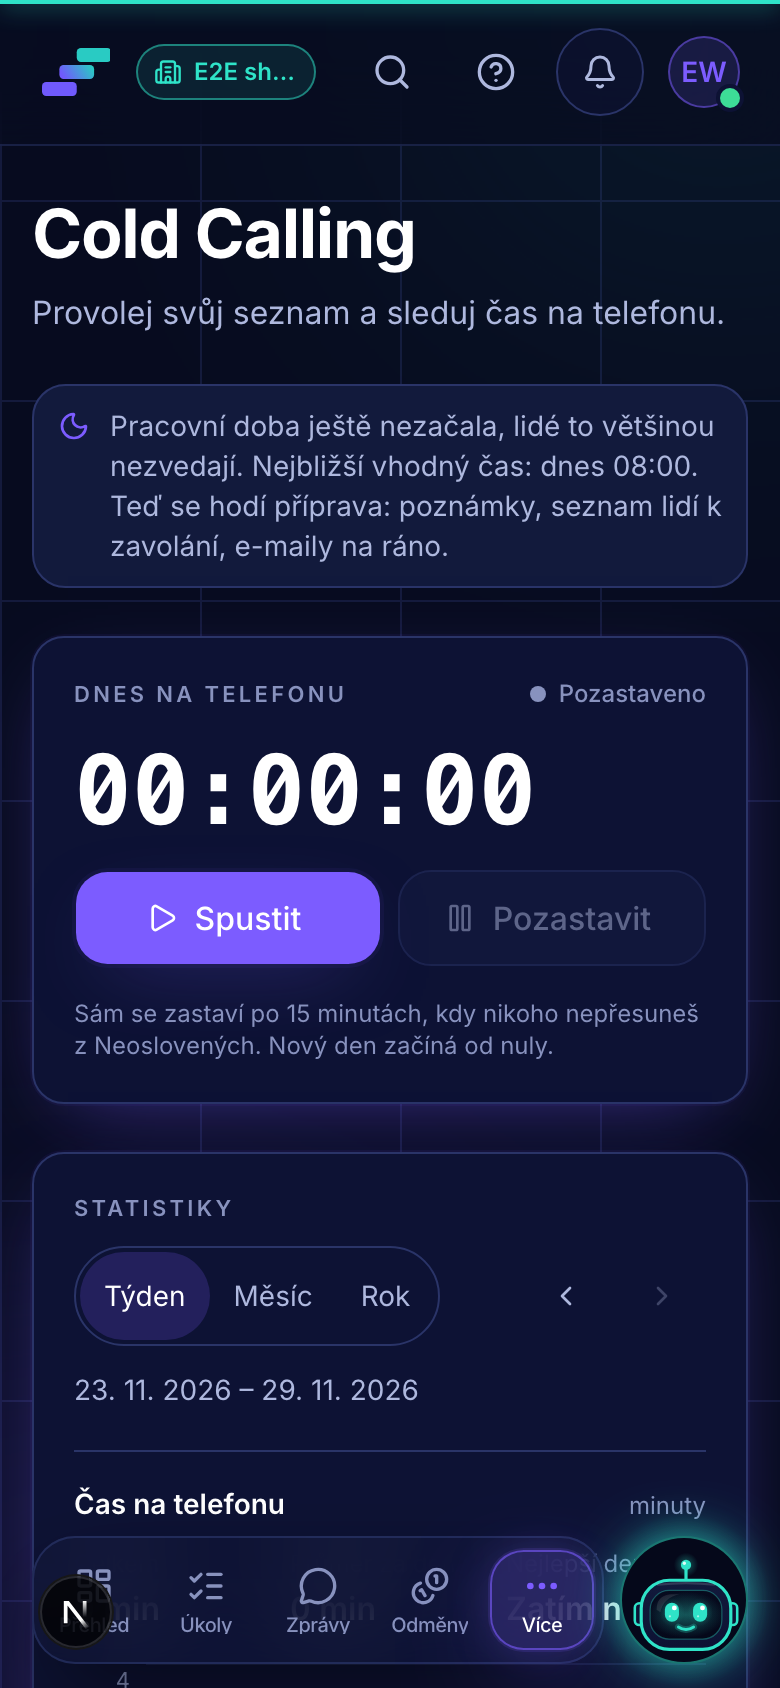 E2E sh...
EW
Cold Calling
Provolej svůj seznam a sleduj čas na telefonu.
Pracovní doba ještě nezačala, lidé to většinou
nezvedají. Nejbližší vhodný čas: dnes 08:00.
Teď se hodí příprava: poznámky, seznam lidí k
zavolání, e-maily na ráno.
DNES NA TELEFONU
Pozastaveno
00:00:00
Spustit
Pozastavit
Sám se zastaví po 15 minutách, kdy nikoho nepřesuneš
z Neoslovených. Nový den začíná od nuly.
STATISTIKY
Týden Měsíc Rok
23. 11. 2026 – 29. 11. 2026
Čas na telefonu
minuty
N
Úkoly
Zprávy
Odměny
Více
Zatím n
4